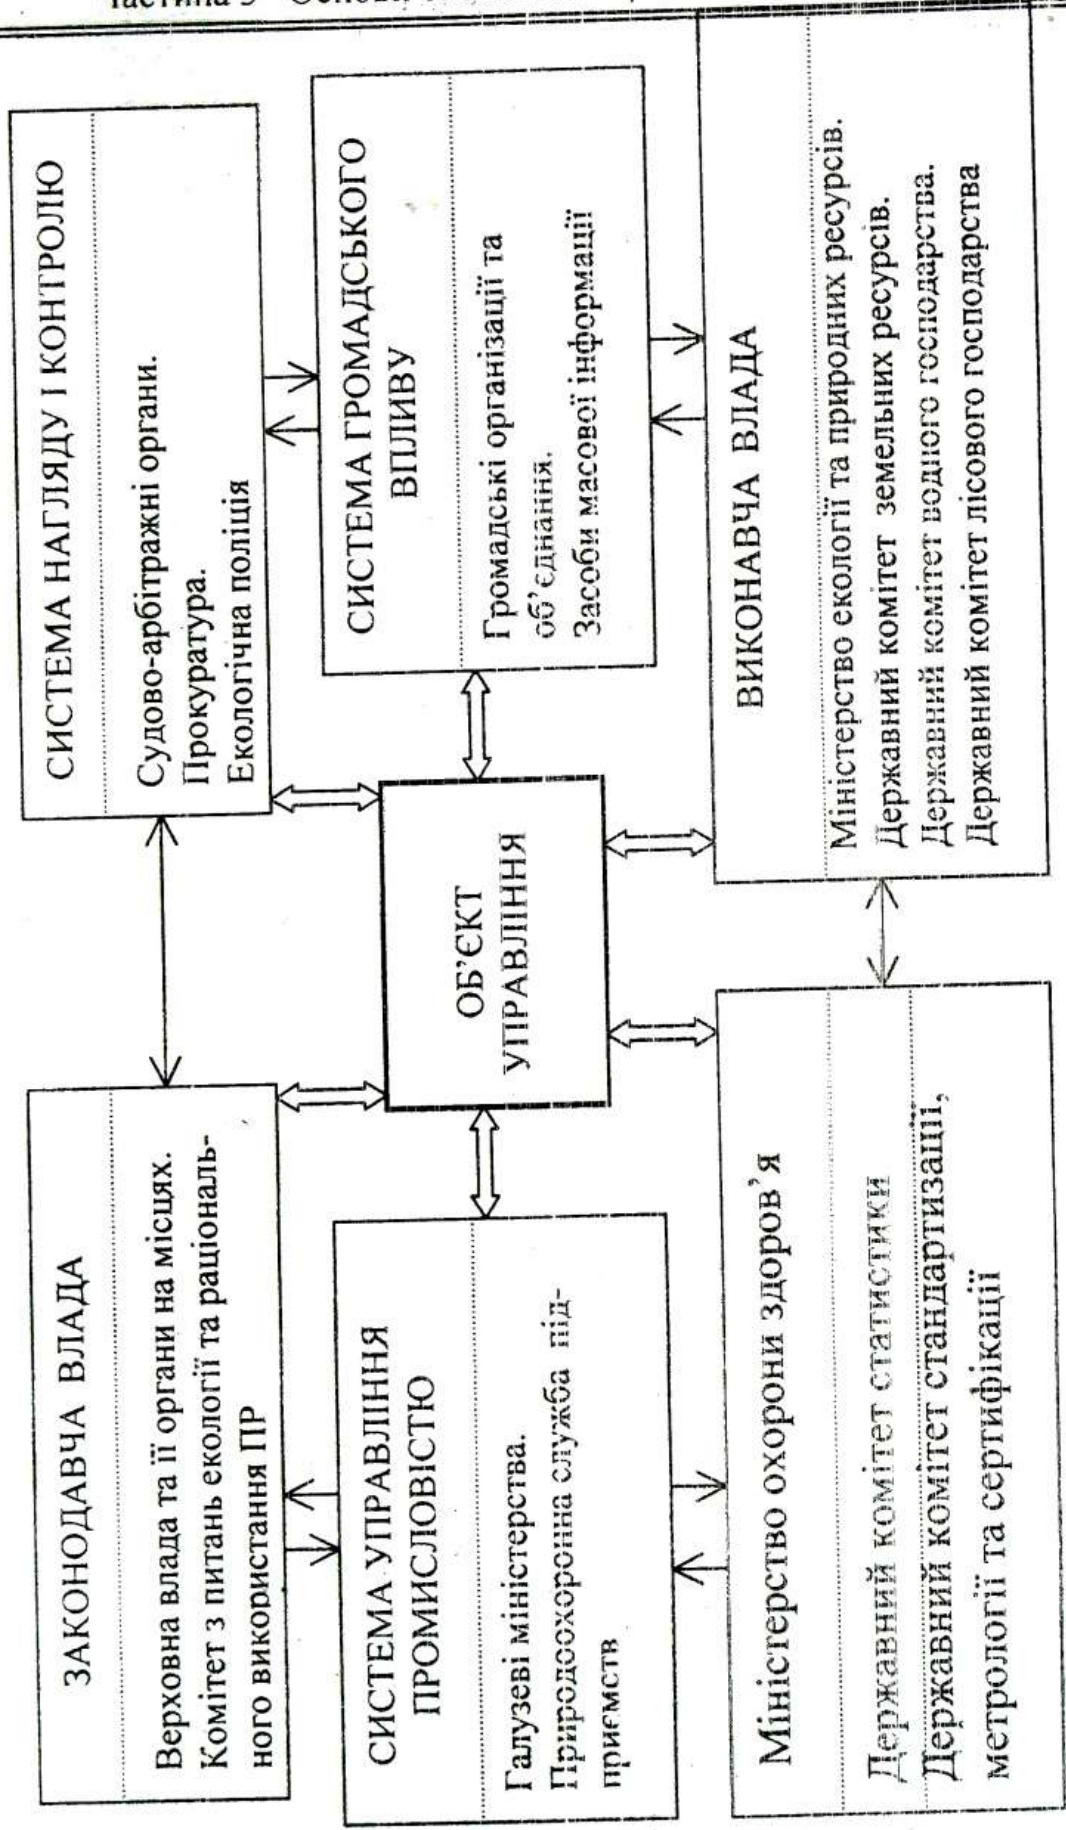 Частина 3
ЗАКОНОДАВЧА ВЛАДА
Верховна влада та її органи на місцях.
Комітет з питань екології та раціональ-
ного використання ПР
СИСТЕМА НАГЛЯДУ І КОНТРОЛЮ
Судово-арбітражні органи.
Прокуратура.
Екологічна поліція
СИСТЕМА УПРАВЛІННЯ
ПРОМИСЛОВІСТЮ
Галузеві міністерства.
Природоохоронна служба під-
приємств
ОБ’ЄКТ
УПРАВЛІННЯ
СИСТЕМА ГРОМАДСЬКОГО
ВПЛИВУ
Громадські організації та
об’єднання.
Засоби масової інформації
Міністерство охорони здоров’я
Державний комітет статистики
Державний комітет стандартизації,
метрології та сертифікації
ВИКОНАВЧА ВЛАДА
Міністерство екології та природних ресурсів.
Державний комітет земельних ресурсів.
Державний комітет водного господарства.
Державний комітет лісового господарства